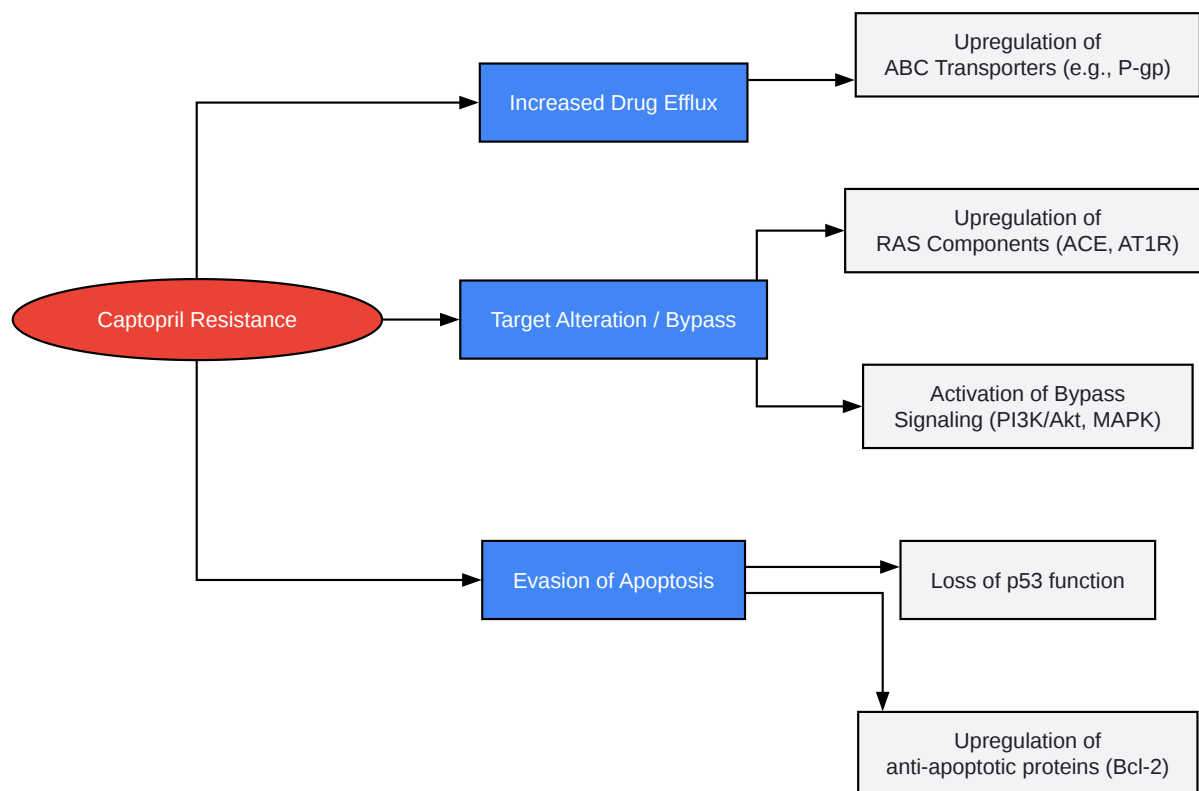 Upregulation of
ABC Transporters (e.g., P-gp)
Increased Drug Efflux
Upregulation of
RAS Components (ACE, AT1R)
Captopril Resistance
Target Alteration / Bypass
Activation of Bypass
Signaling (PI3K/Akt, MAPK)
Evasion of Apoptosis
Loss of p53 function
Upregulation of
anti-apoptotic proteins (Bcl-2)